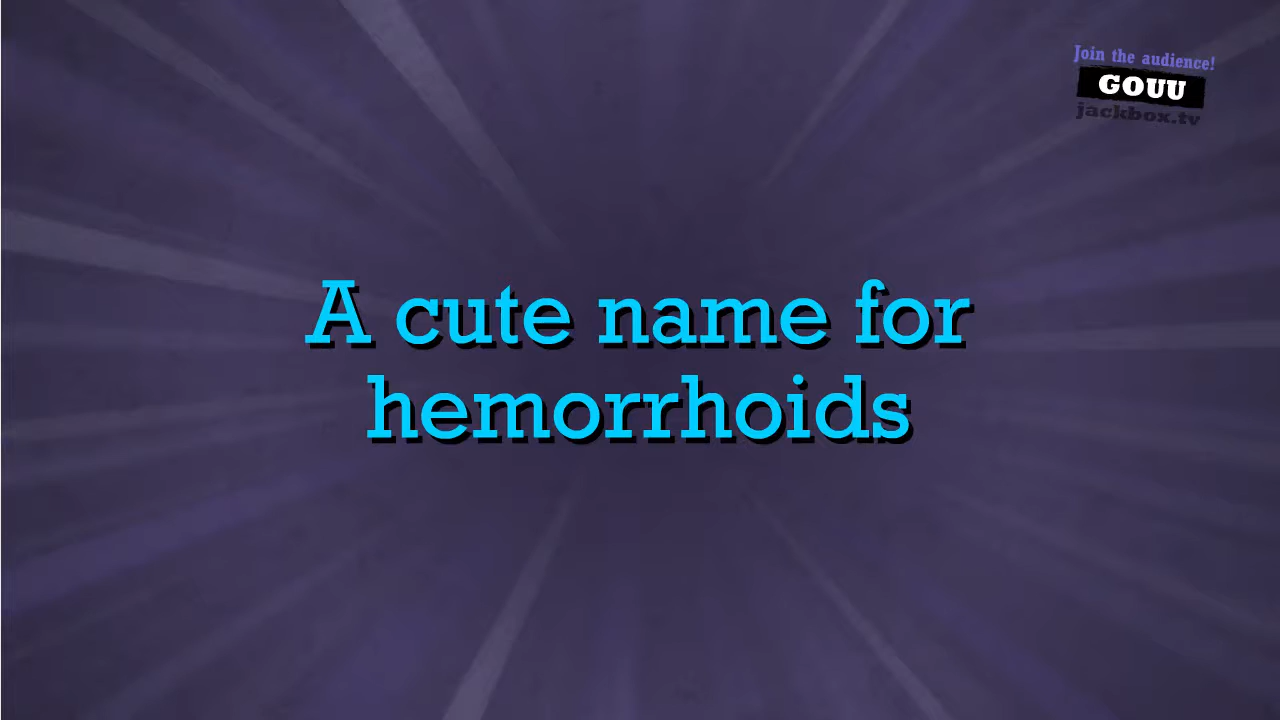 Join the audience!
GOUU
jackbox.tv
A cute name for
hemorrhoids